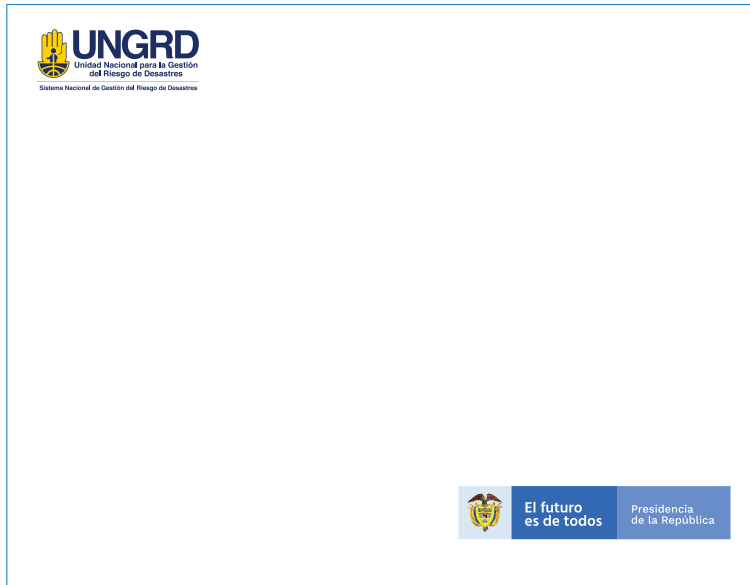 UNGRD
Unidad Nacional para la Gestión
del Riesgo de Desastres
Sistema Nacional de Gestión del Riesgo de Desastres
El futuro
es de todos
Presidencia
de la República